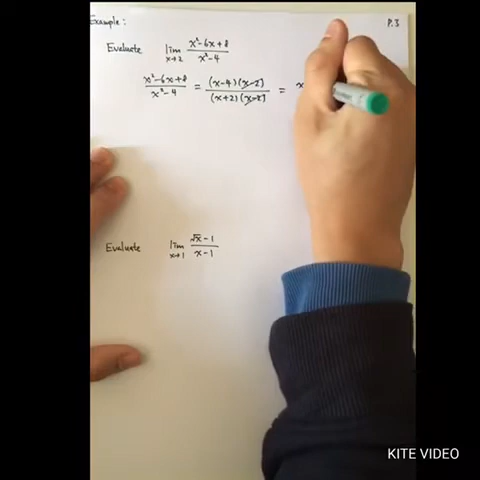 Example: P.3
Evaluate lim x→2 x²-6x+8 / x²-4
x²-6x+8 / x²-4 = (x-4)(x-2) / (x+2)(x-2) = x
Evaluate lim x→1 √x-1 / x-1
KITE VIDEO